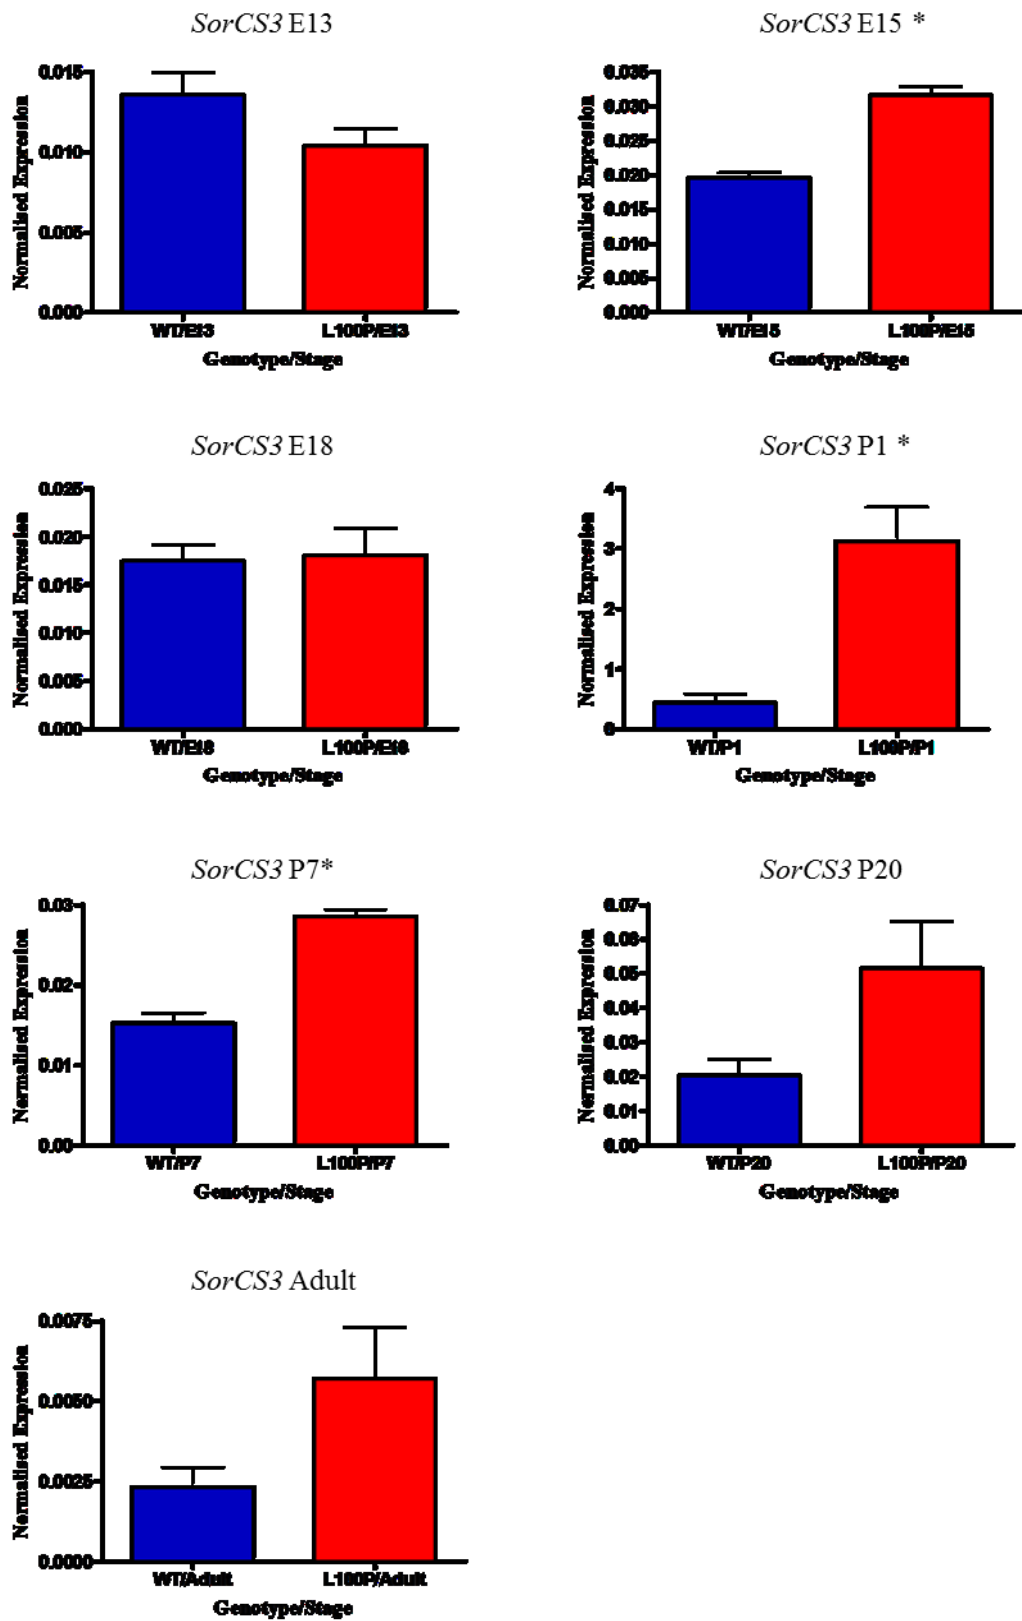 SorCS3 E13
0.015
0.010
0.005
0.000
Normalised Expression
WT/E13 L100P/E13
Genotype/Stage
SorCS3 E15 *
0.035
0.030
0.025
0.020
0.015
0.010
0.005
0.000
Normalised Expression
WT/E15 L100P/E15
Genotype/Stage
SorCS3 E18
0.025
0.020
0.015
0.010
0.005
0.000
Normalised Expression
WT/E18 L100P/E18
Genotype/Stage
SorCS3 P1 *
4
3
2
1
0
Normalised Expression
WT/P1 L100P/P1
Genotype/Stage
SorCS3 P7*
0.03
0.02
0.01
0.00
Normalised Expression
WT/P7 L100P/P7
Genotype/Stage
SorCS3 P20
0.07
0.06
0.05
0.04
0.03
0.02
0.01
0.00
Normalised Expression
WT/P20 L100P/P20
Genotype/Stage
SorCS3 Adult
0.0075
0.0050
0.0025
0.0000
Normalised Expression
WT/Adult L100P/Adult
Genotype/Stage